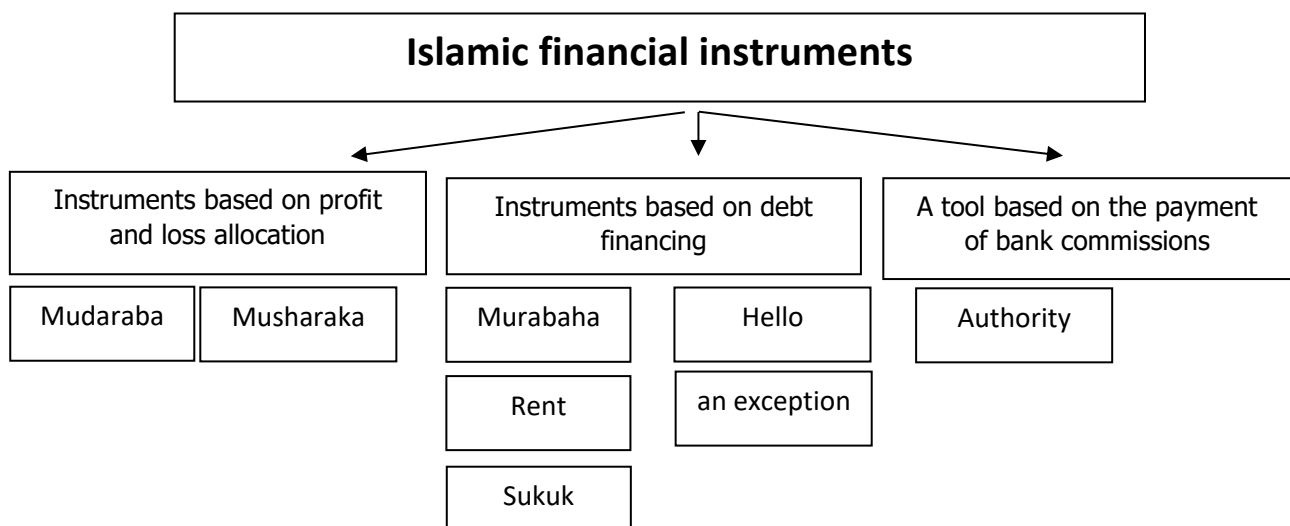 Islamic financial instruments
Instruments based on profit
and loss allocation
Instruments based on debt
financing
A tool based on the payment
of bank commissions
Mudaraba
Musharaka
Murabaha
Hello
Authority
Rent
an exception
Sukuk